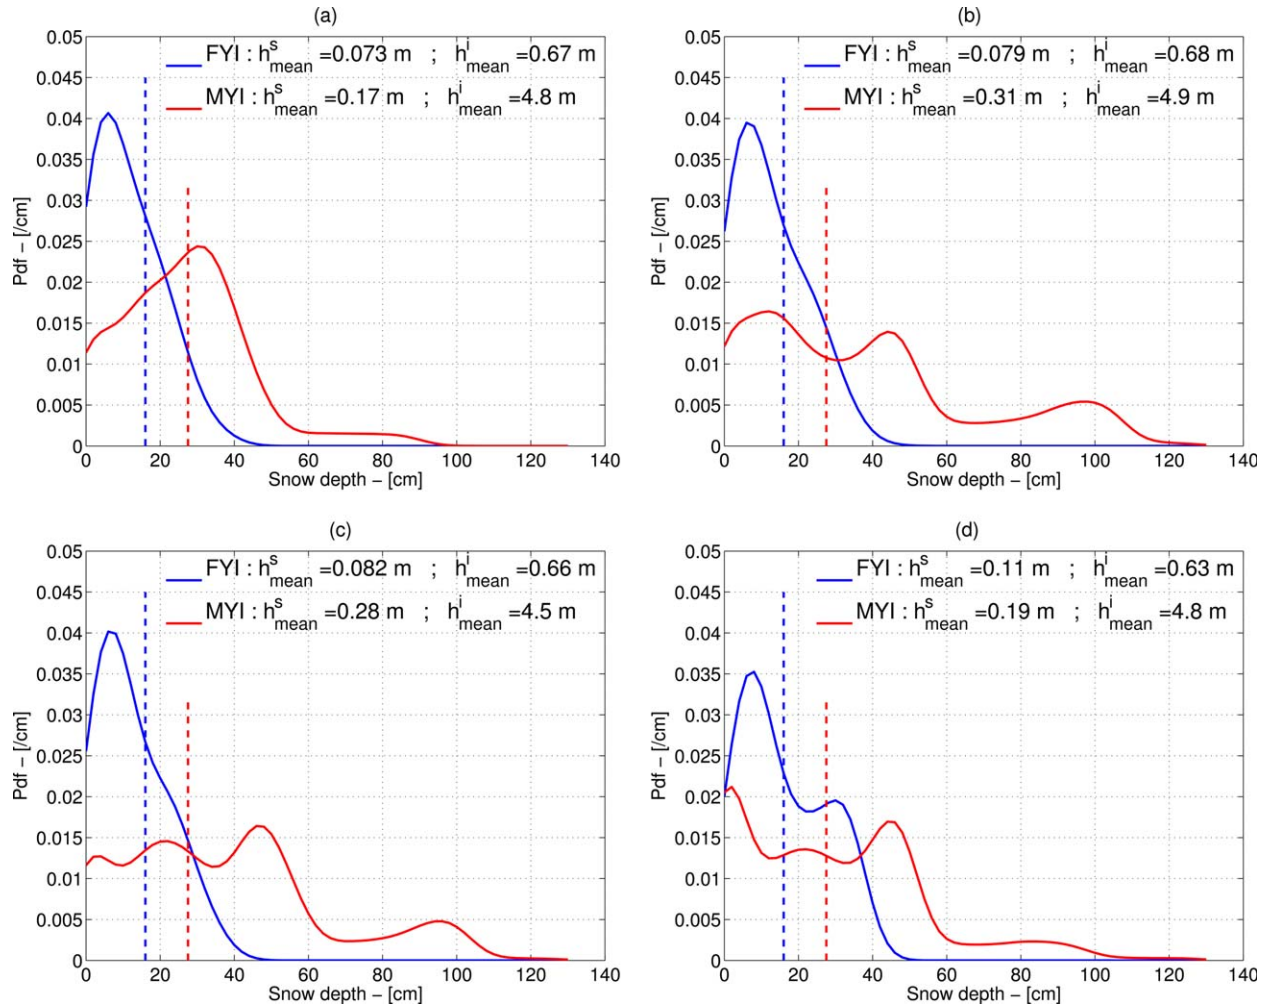 (a)
FYI : h^s_mean =0.073 m ; h^i_mean =0.67 m
MYI : h^s_mean =0.17 m ; h^i_mean =4.8 m
Pdf − [/cm]
0.05
0.045
0.04
0.035
0.03
0.025
0.02
0.015
0.01
0.005
0
0 20 40 60 80 100 120 140
Snow depth − [cm]
(b)
FYI : h^s_mean =0.079 m ; h^i_mean =0.68 m
MYI : h^s_mean =0.31 m ; h^i_mean =4.9 m
Pdf − [/cm]
0.05
0.045
0.04
0.035
0.03
0.025
0.02
0.015
0.01
0.005
0
0 20 40 60 80 100 120 140
Snow depth − [cm]
(c)
FYI : h^s_mean =0.082 m ; h^i_mean =0.66 m
MYI : h^s_mean =0.28 m ; h^i_mean =4.5 m
Pdf − [/cm]
0.05
0.045
0.04
0.035
0.03
0.025
0.02
0.015
0.01
0.005
0
0 20 40 60 80 100 120 140
Snow depth − [cm]
(d)
FYI : h^s_mean =0.11 m ; h^i_mean =0.63 m
MYI : h^s_mean =0.19 m ; h^i_mean =4.8 m
Pdf − [/cm]
0.05
0.045
0.04
0.035
0.03
0.025
0.02
0.015
0.01
0.005
0
0 20 40 60 80 100 120 140
Snow depth − [cm]